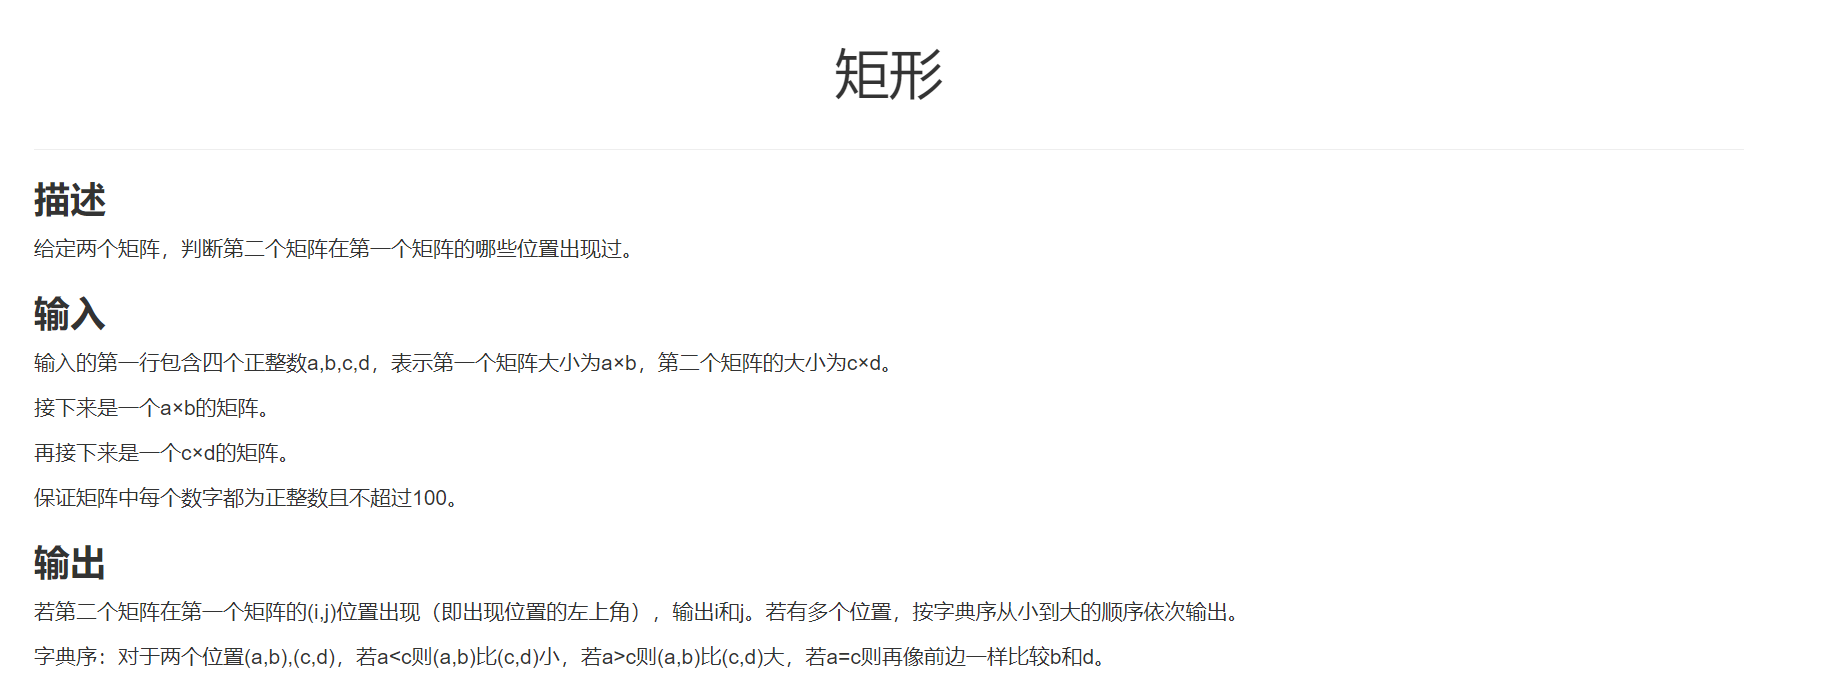 矩形
描述
给定两个矩阵，判断第二个矩阵在第一个矩阵的哪些位置出现过。
输入
输入的第一行包含四个正整数a,b,c,d，表示第一个矩阵大小为a×b，第二个矩阵的大小为c×d。
接下来是一个a×b的矩阵。
再接下来是一个c×d的矩阵。
保证矩阵中每个数字都为正整数且不超过100。
输出
若第二个矩阵在第一个矩阵的(i,j)位置出现（即出现位置的左上角），输出i和j。若有多个位置，按字典序从小到大的顺序依次输出。
字典序：对于两个位置(a,b),(c,d)，若a<c则(a,b)比(c,d)小，若a>c则(a,b)比(c,d)大，若a=c则再像前边一样比较b和d。